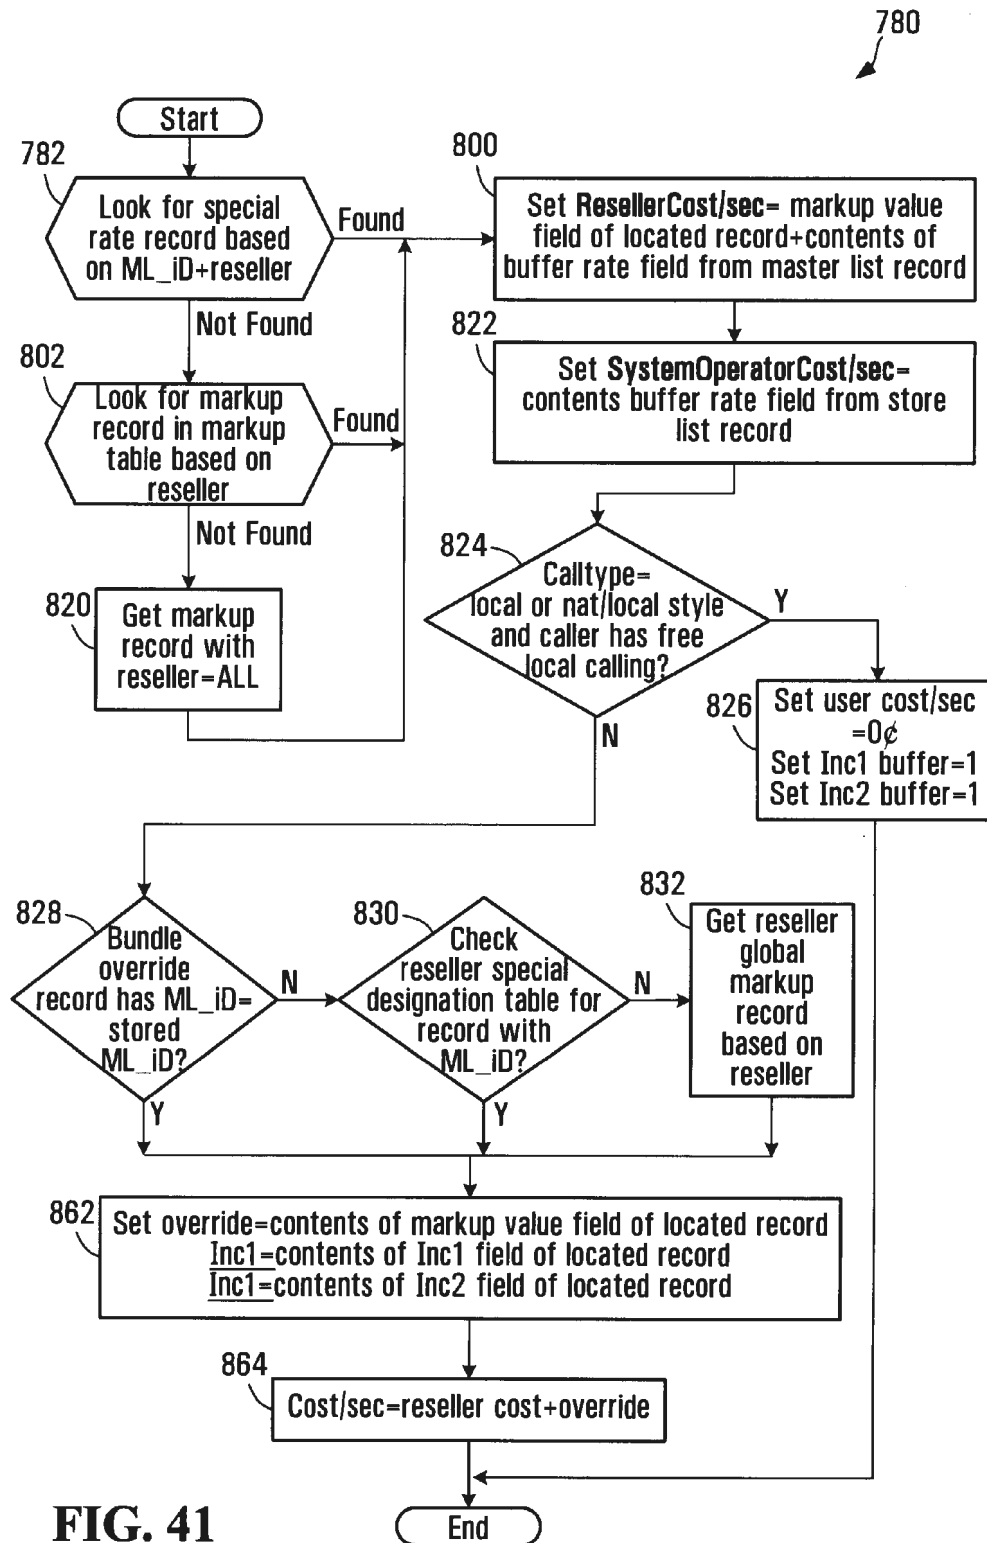 780
Start
782
Look for special
rate record based
on ML_iD+reseller
Found
Not Found
802
Look for markup
record in markup
table based on
reseller
Found
Not Found
820
Get markup
record with
reseller=ALL
800
Set ResellerCost/sec= markup value
field of located record+contents of
buffer rate field from master list record
822
Set SystemOperatorCost/sec=
contents buffer rate field from store
list record
824
Calltype=
local or nat/local style
and caller has free
local calling?
Y
N
826
Set user cost/sec
=0¢
Set Inc1 buffer=1
Set Inc2 buffer=1
828
Bundle
override
record has ML_iD=
stored
ML_iD?
N
Y
830
Check
reseller special
designation table for
record with
ML_iD?
N
Y
832
Get reseller
global
markup
record
based on
reseller
862
Set override=contents of markup value field of located record
Inc1=contents of Inc1 field of located record
Inc1=contents of Inc2 field of located record
864
Cost/sec=reseller cost+override
End
FIG. 41